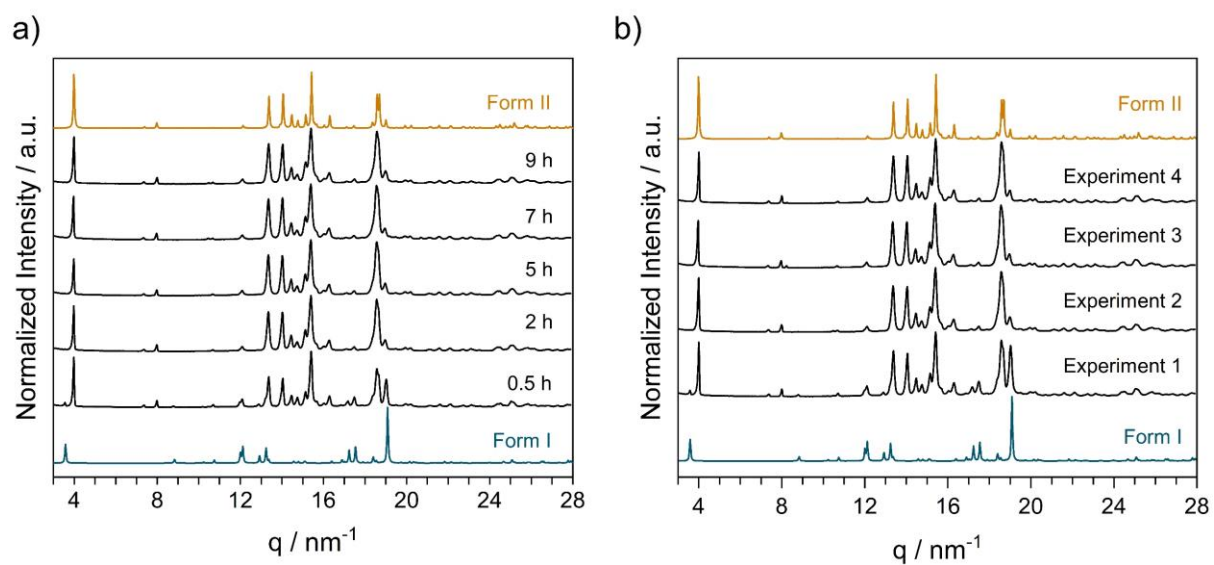 a)
Normalized Intensity / a.u.
Form II
9 h
7 h
5 h
2 h
0.5 h
Form I
4 8 12 16 20 24 28
q / nm⁻¹
b)
Normalized Intensity / a.u.
Form II
Experiment 4
Experiment 3
Experiment 2
Experiment 1
Form I
4 8 12 16 20 24 28
q / nm⁻¹